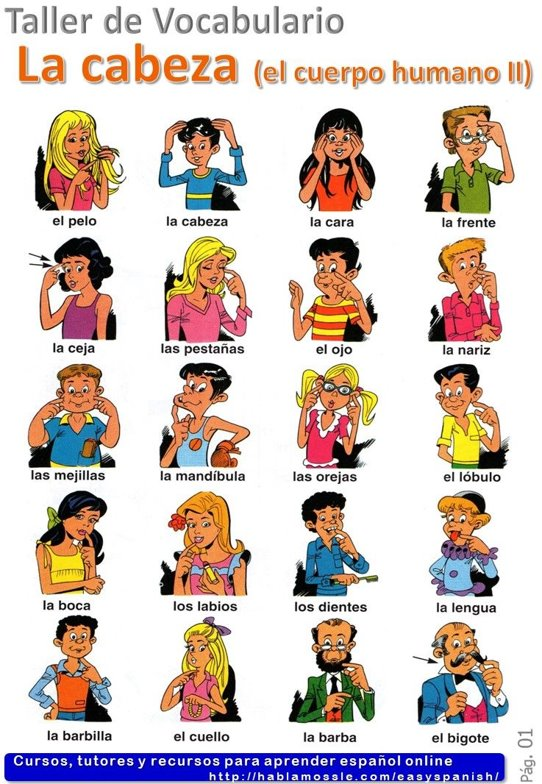 Taller de Vocabulario
La cabeza (el cuerpo humano II)
el pelo la cabeza la cara la frente
la ceja las pestañas el ojo la nariz
las mejillas la mandíbula las orejas el lóbulo
la boca los labios los dientes la lengua
la barbilla el cuello la barba el bigote
Pág. 01
Cursos, tutores y recursos para aprender español online
http://hablamossle.com/easyspanish/